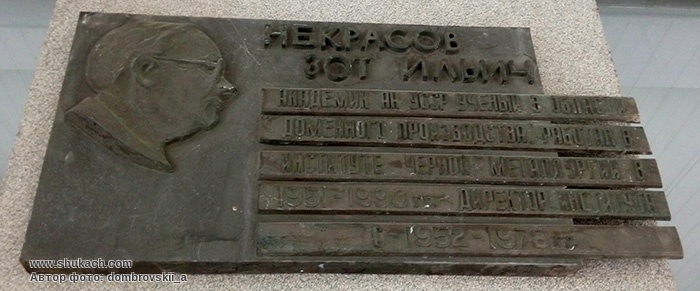 НЕКРАСОВ
ЗОТ ИЛЬИЧ
АКАДЕМИК АН УССР УЧЕНЫЙ В ОБЛАСТИ
ДОМЕННОГО ПРОИЗВОДСТВА. РАБОТАЛ В
ИНСТИТУТЕ ЧЕРНОЙ МЕТАЛЛУРГИИ В
1951-1990 гг. ДИРЕКТОР ИНСТИТУТА
С 1952-1976 гг.
www.shukach.com
Автор фото: dombrovskii_a